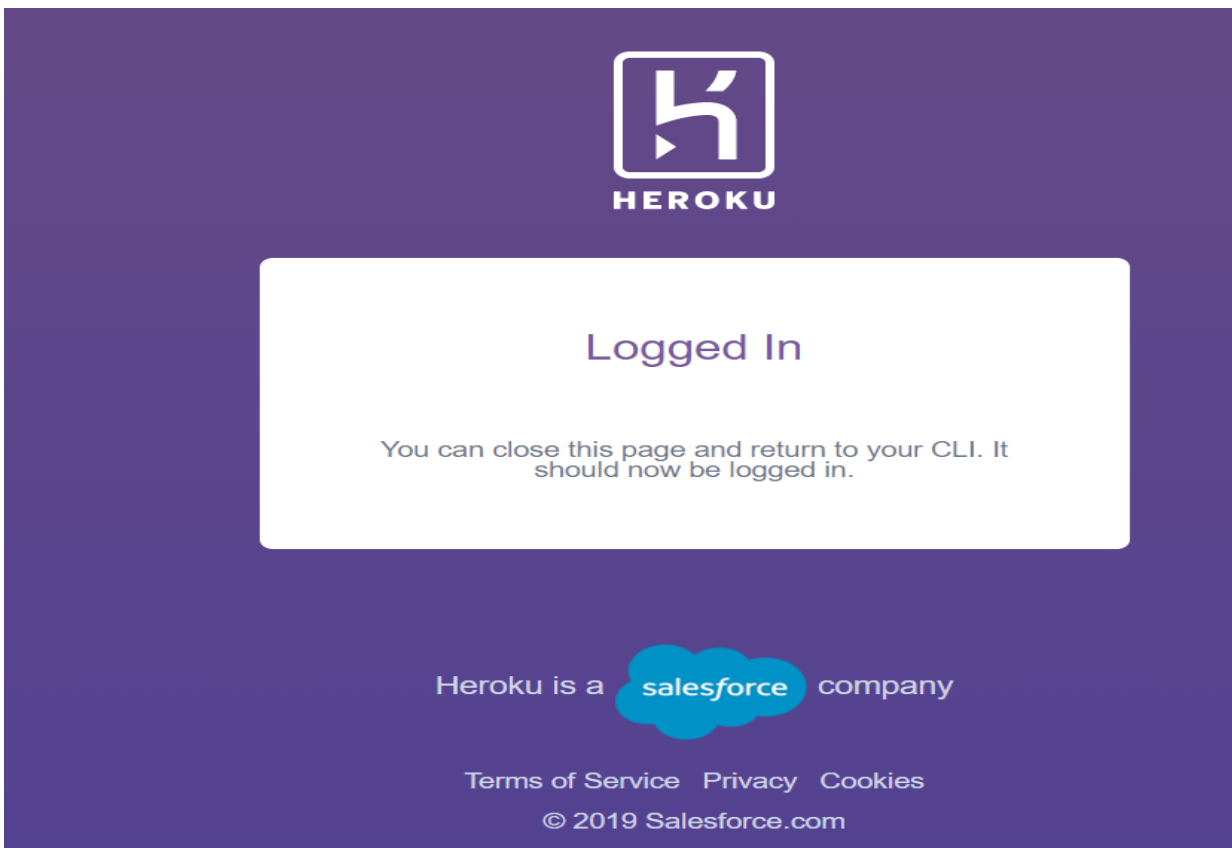 HEROKU
Logged In
You can close this page and return to your CLI. It
should now be logged in.
Heroku is a salesforce company
Terms of Service Privacy Cookies
© 2019 Salesforce.com